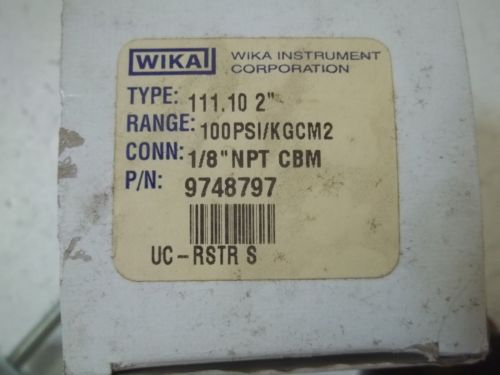 WIKA
WIKA INSTRUMENT
CORPORATION
TYPE: 111.10 2"
RANGE: 100PSI/KGCM2
CONN: 1/8"NPT CBM
P/N: 9748797
UC-RSTR S